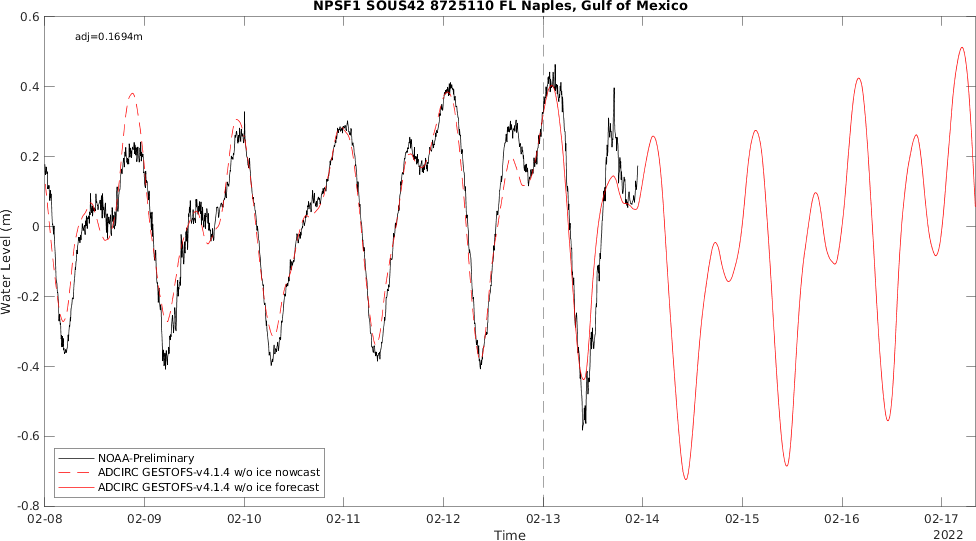 NPSF1 SOUS42 8725110 FL Naples, Gulf of Mexico
adj=0.1694m
0.6
0.4
0.2
0
-0.2
-0.4
-0.6
-0.8
Water Level (m)
NOAA-Preliminary
ADCIRC GESTOFS-v4.1.4 w/o ice nowcast
ADCIRC GESTOFS-v4.1.4 w/o ice forecast
02-08 02-09 02-10 02-11 02-12 02-13 02-14 02-15 02-16 02-17
Time
2022